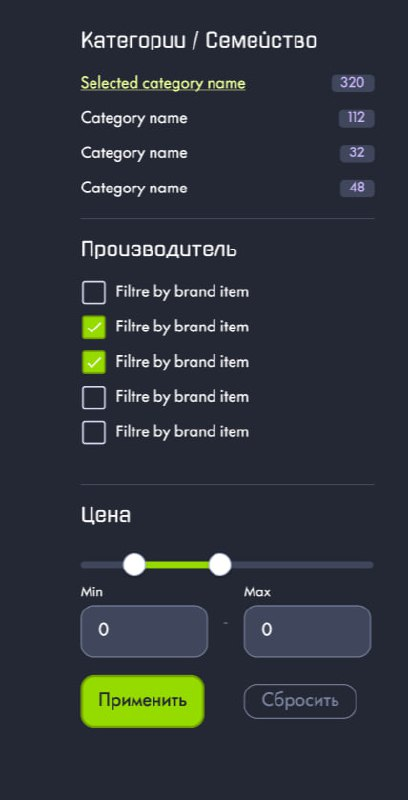 Категории / Семейство
Selected category name 320
Category name 112
Category name 32
Category name 48
Производитель
Filtre by brand item
Filtre by brand item
Filtre by brand item
Filtre by brand item
Filtre by brand item
Цена
Min Max
0 - 0
Применить Сбросить